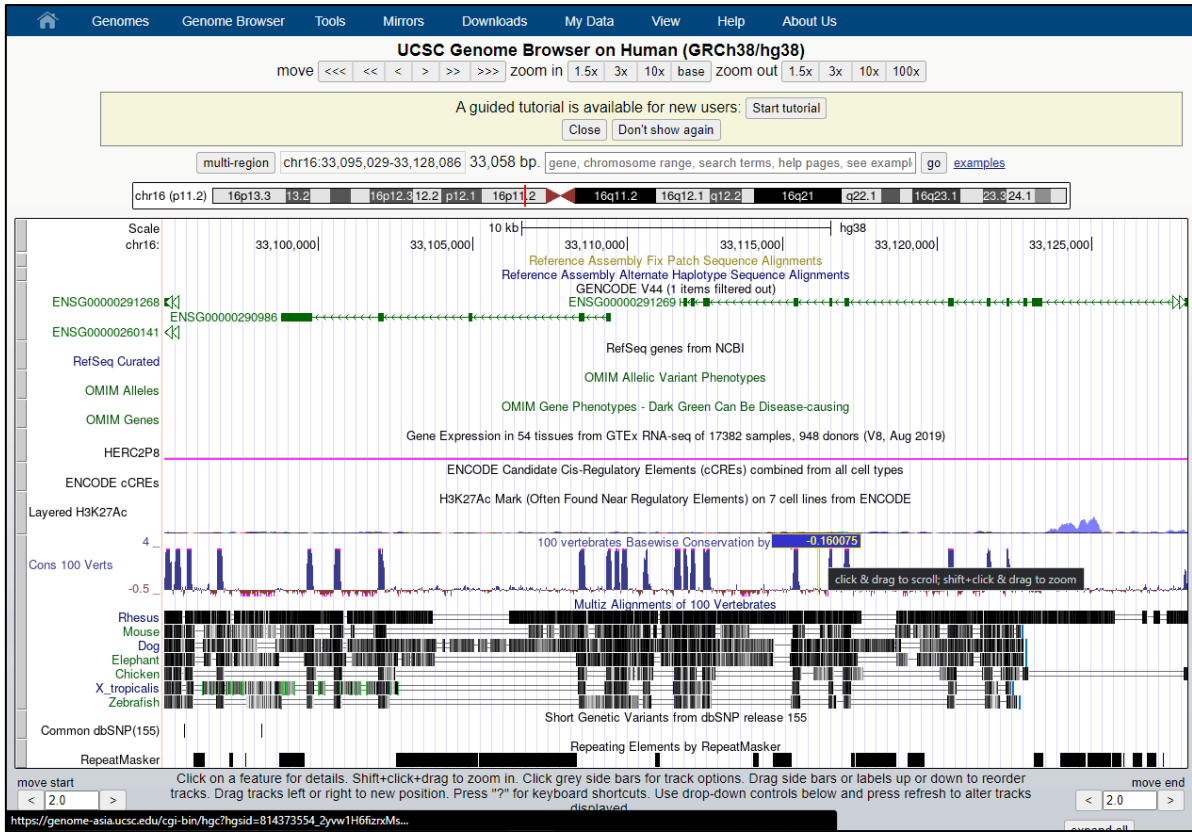 Genomes Genome Browser Tools Mirrors Downloads My Data View Help About Us
UCSC Genome Browser on Human (GRCh38/hg38)
move <<< << < > >> >>> zoom in 1.5x 3x 10x base zoom out 1.5x 3x 10x 100x
A guided tutorial is available for new users: Start tutorial
Close Don't show again
multi-region chr16:33,095,029-33,128,086 33,058 bp. gene, chromosome range, search terms, help pages, see exampl go examples
chr16 (p11.2) 16p13.3 13.2 16p12.3 12.2 p12.1 16p11.2 16q11.2 16q12.1 q12.2 16q21 q22.1 16q23.1 23.3 24.1
Scale 10 kb hg38
chr16: 33,100,000 33,105,000 33,110,000 33,115,000 33,120,000 33,125,000
Reference Assembly Fix Patch Sequence Alignments
Reference Assembly Alternate Haplotype Sequence Alignments
GENCODE V44 (1 items filtered out)
ENSG00000291268 ENSG00000291269
ENSG00000290986
ENSG00000260141
RefSeq genes from NCBI
RefSeq Curated
OMIM Allelic Variant Phenotypes
OMIM Alleles
OMIM Gene Phenotypes - Dark Green Can Be Disease-causing
OMIM Genes
Gene Expression in 54 tissues from GTEx RNA-seq of 17382 samples, 948 donors (V8, Aug 2019)
HERC2P8
ENCODE Candidate Cis-Regulatory Elements (cCREs) combined from all cell types
ENCODE cCREs
H3K27Ac Mark (Often Found Near Regulatory Elements) on 7 cell lines from ENCODE
Layered H3K27Ac
4 _ 100 vertebrates Basewise Conservation by -0.160075
Cons 100 Verts
click & drag to scroll; shift+click & drag to zoom
-0.5 _
Multiz Alignments of 100 Vertebrates
Rhesus
Mouse
Dog
Elephant
Chicken
X_tropicalis
Zebrafish
Short Genetic Variants from dbSNP release 155
Common dbSNP(155)
Repeating Elements by RepeatMasker
RepeatMasker
move start Click on a feature for details. Shift+click+drag to zoom in. Click grey side bars for track options. Drag side bars or labels up or down to reorder move end
< 2.0 > tracks. Drag tracks left or right to new position. Press "?" for keyboard shortcuts. Use drop-down controls below and press refresh to alter tracks < 2.0 >
displayed
https://genome-asia.ucsc.edu/cgi-bin/hgc?hgsid=814373554_2yvw1H6fizrxMs...
expand all